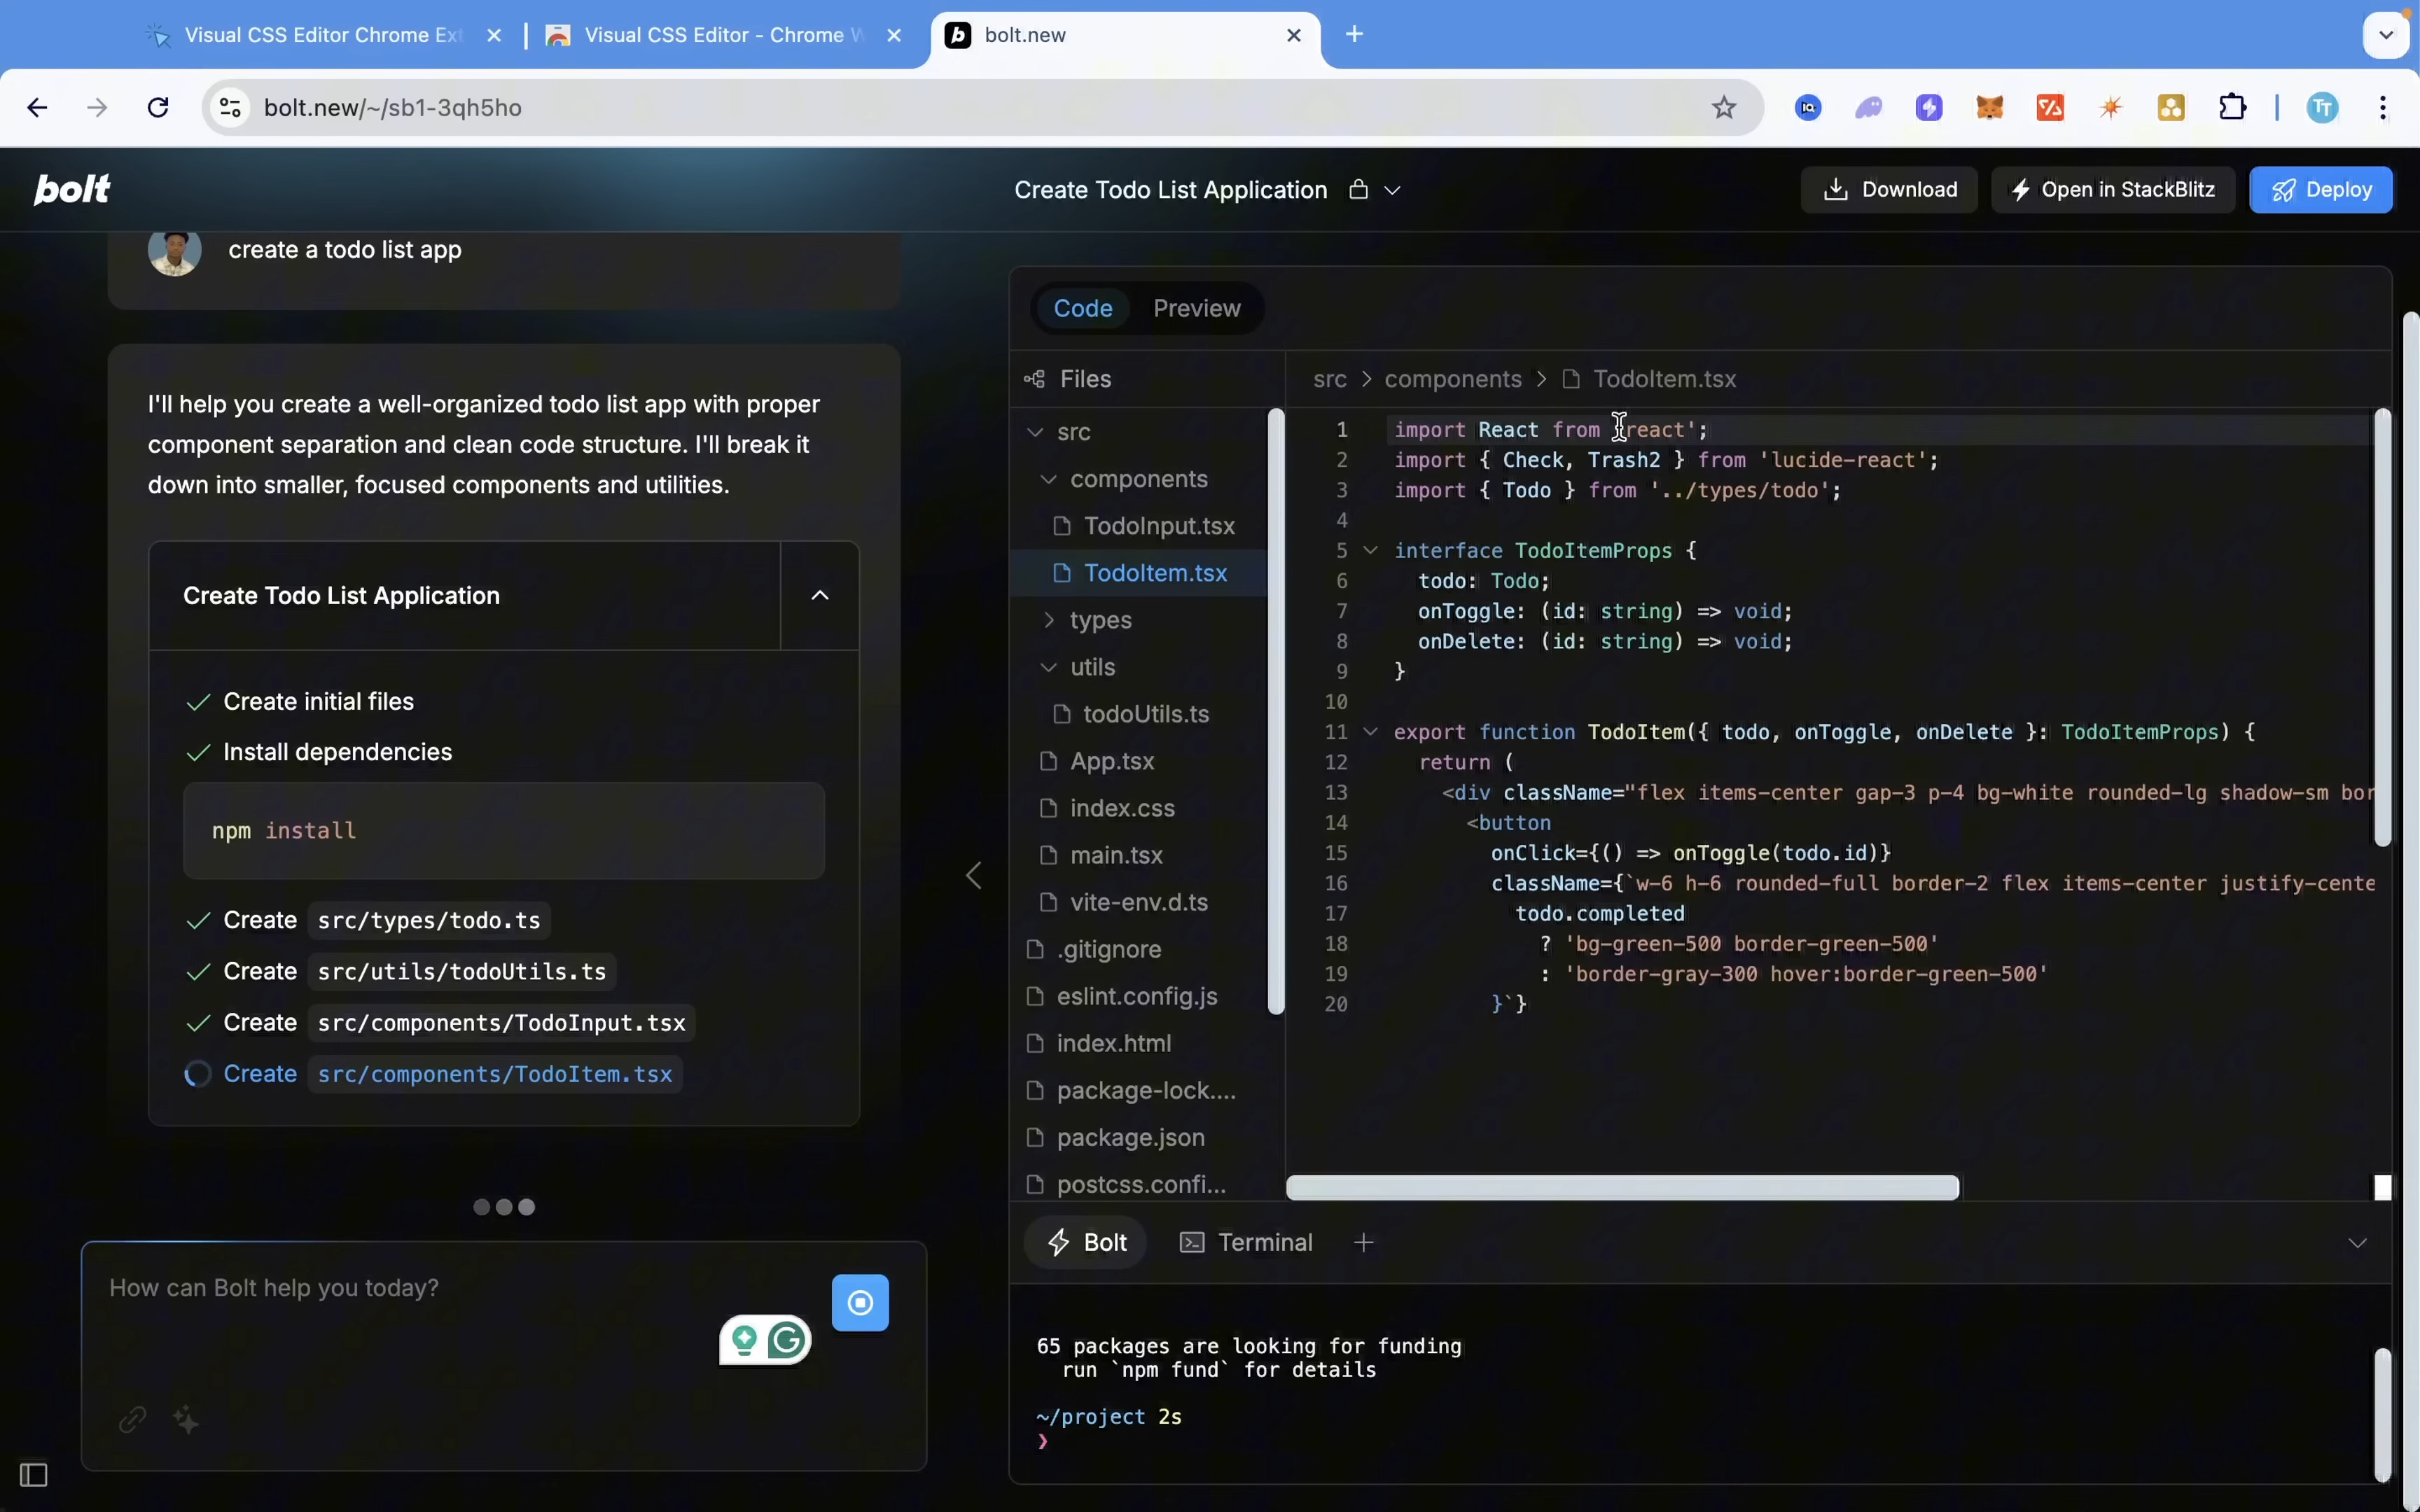 Visual CSS Editor Chrome Ext
Visual CSS Editor - Chrome W
bolt.new
bolt.new/~/sb1-3qh5ho
TT
bolt
Create Todo List Application
Download
Open in StackBlitz
Deploy
create a todo list app
I'll help you create a well-organized todo list app with proper
component separation and clean code structure. I'll break it
down into smaller, focused components and utilities.
Create Todo List Application
Create initial files
Install dependencies
npm install
Create src/types/todo.ts
Create src/utils/todoUtils.ts
Create src/components/TodoInput.tsx
Create src/components/TodoItem.tsx
How can Bolt help you today?
Code
Preview
Files
src
components
TodoInput.tsx
TodoItem.tsx
types
utils
todoUtils.ts
App.tsx
index.css
main.tsx
vite-env.d.ts
.gitignore
eslint.config.js
index.html
package-lock....
package.json
postcss.confi...
src > components > TodoItem.tsx
1 import React from 'react';
2 import { Check, Trash2 } from 'lucide-react';
3 import { Todo } from '../types/todo';
4
5 interface TodoItemProps {
6 todo: Todo;
7 onToggle: (id: string) => void;
8 onDelete: (id: string) => void;
9 }
10
11 export function TodoItem({ todo, onToggle, onDelete }: TodoItemProps) {
12 return (
13 <div className="flex items-center gap-3 p-4 bg-white rounded-lg shadow-sm bor
14 <button
15 onClick={() => onToggle(todo.id)}
16 className={`w-6 h-6 rounded-full border-2 flex items-center justify-cente
17 todo.completed
18 ? 'bg-green-500 border-green-500'
19 : 'border-gray-300 hover:border-green-500'
20 }`}
Bolt
Terminal
65 packages are looking for funding
run `npm fund` for details
~/project 2s
❯